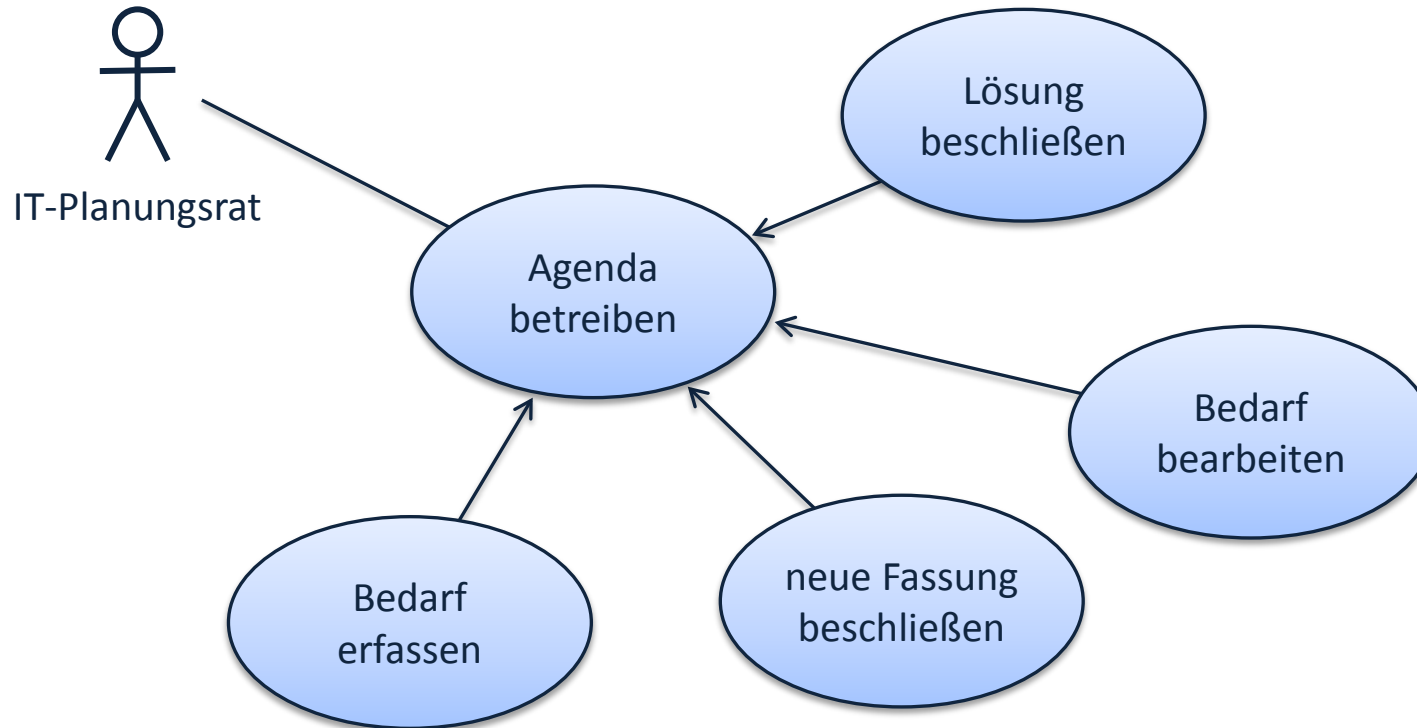 Lösung
beschließen
IT-Planungsrat
Agenda
betreiben
Bedarf
bearbeiten
neue Fassung
beschließen
Bedarf
erfassen